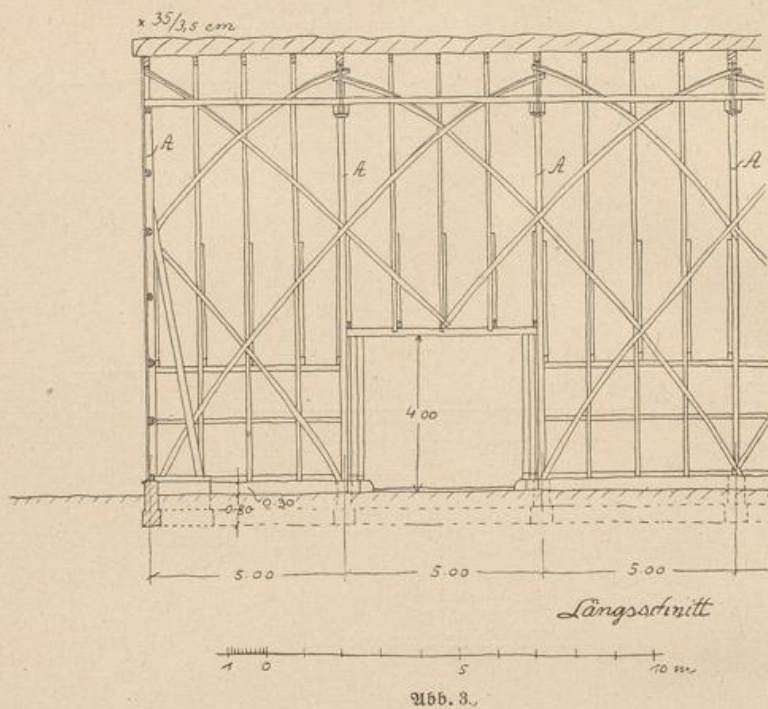 x 35/3,5 cm
A
A
A
A
4.00
0.30
0.80
5.00 5.00 5.00
Längsschnitt
1 0 5 10 m
Abb. 3.